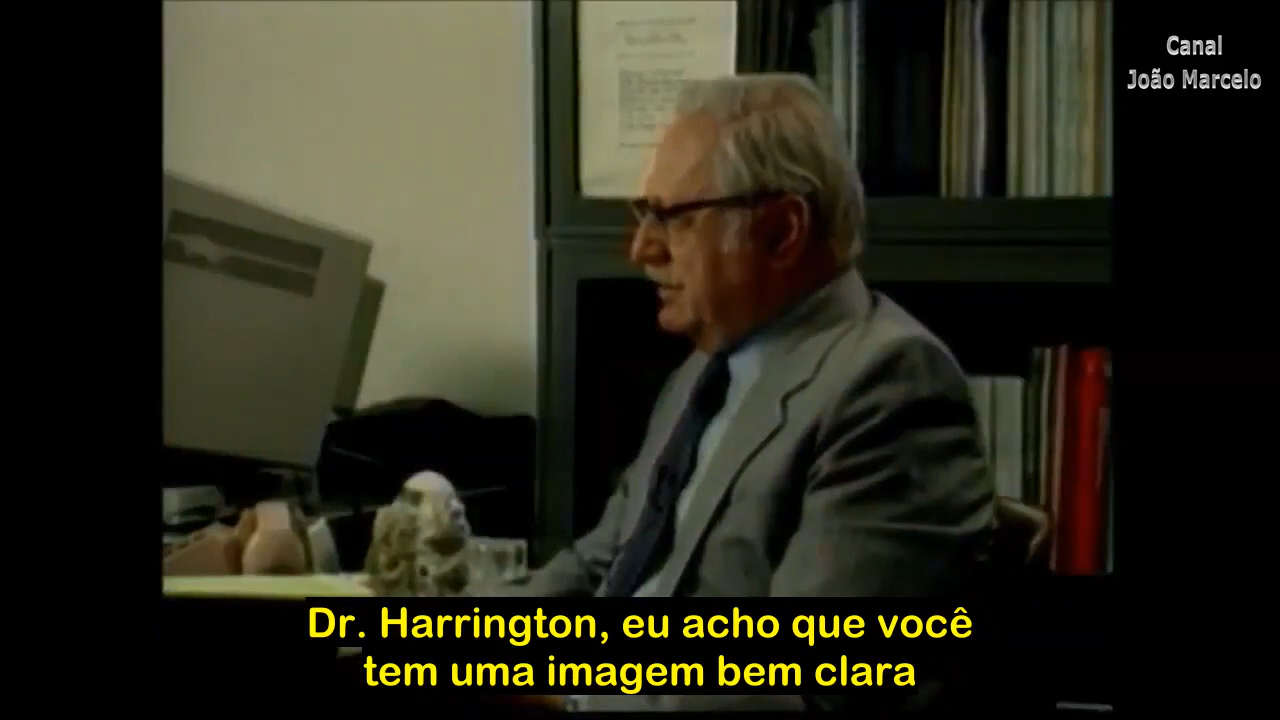 Canal
João Marcelo
Dr. Harrington, eu acho que você
tem uma imagem bem clara